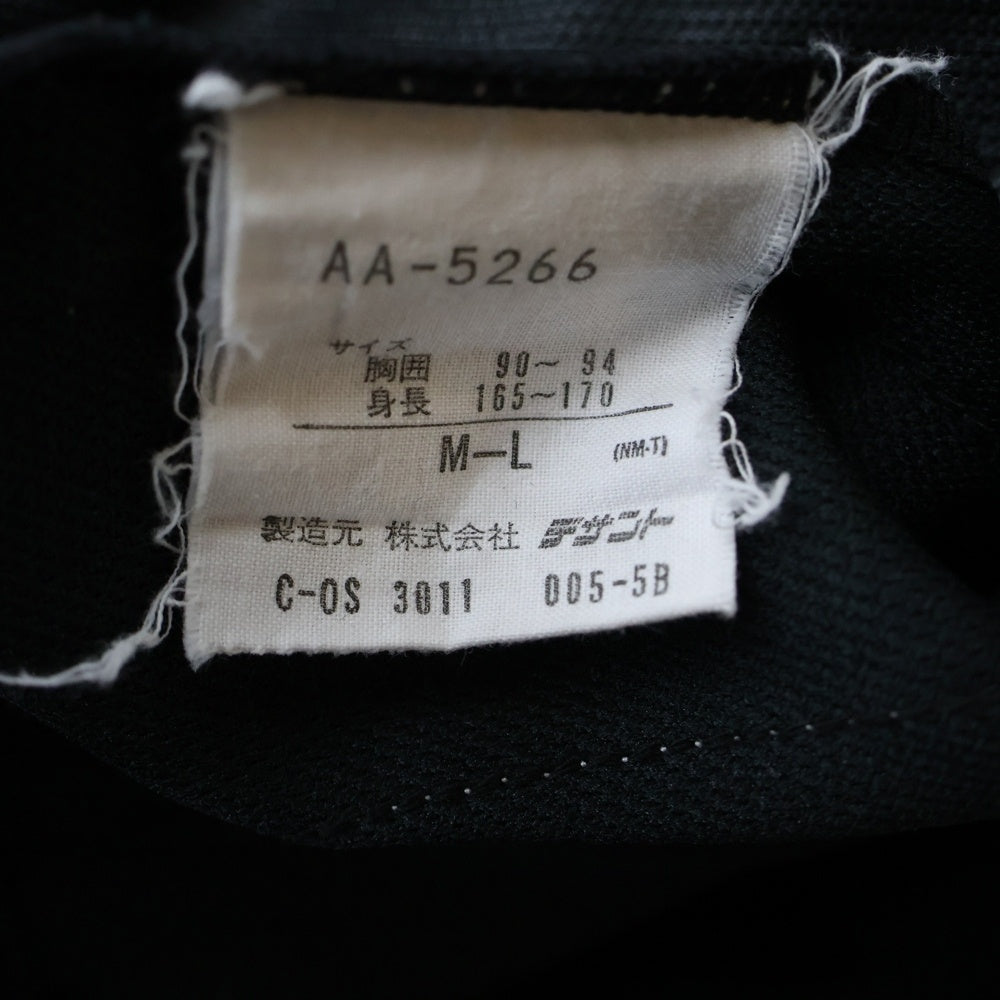 AA-5266
サイズ
胸囲 90～94
身長 165～170
M-L (NM-T)
製造元 株式会社 デサント
C-OS 3011 005-5B